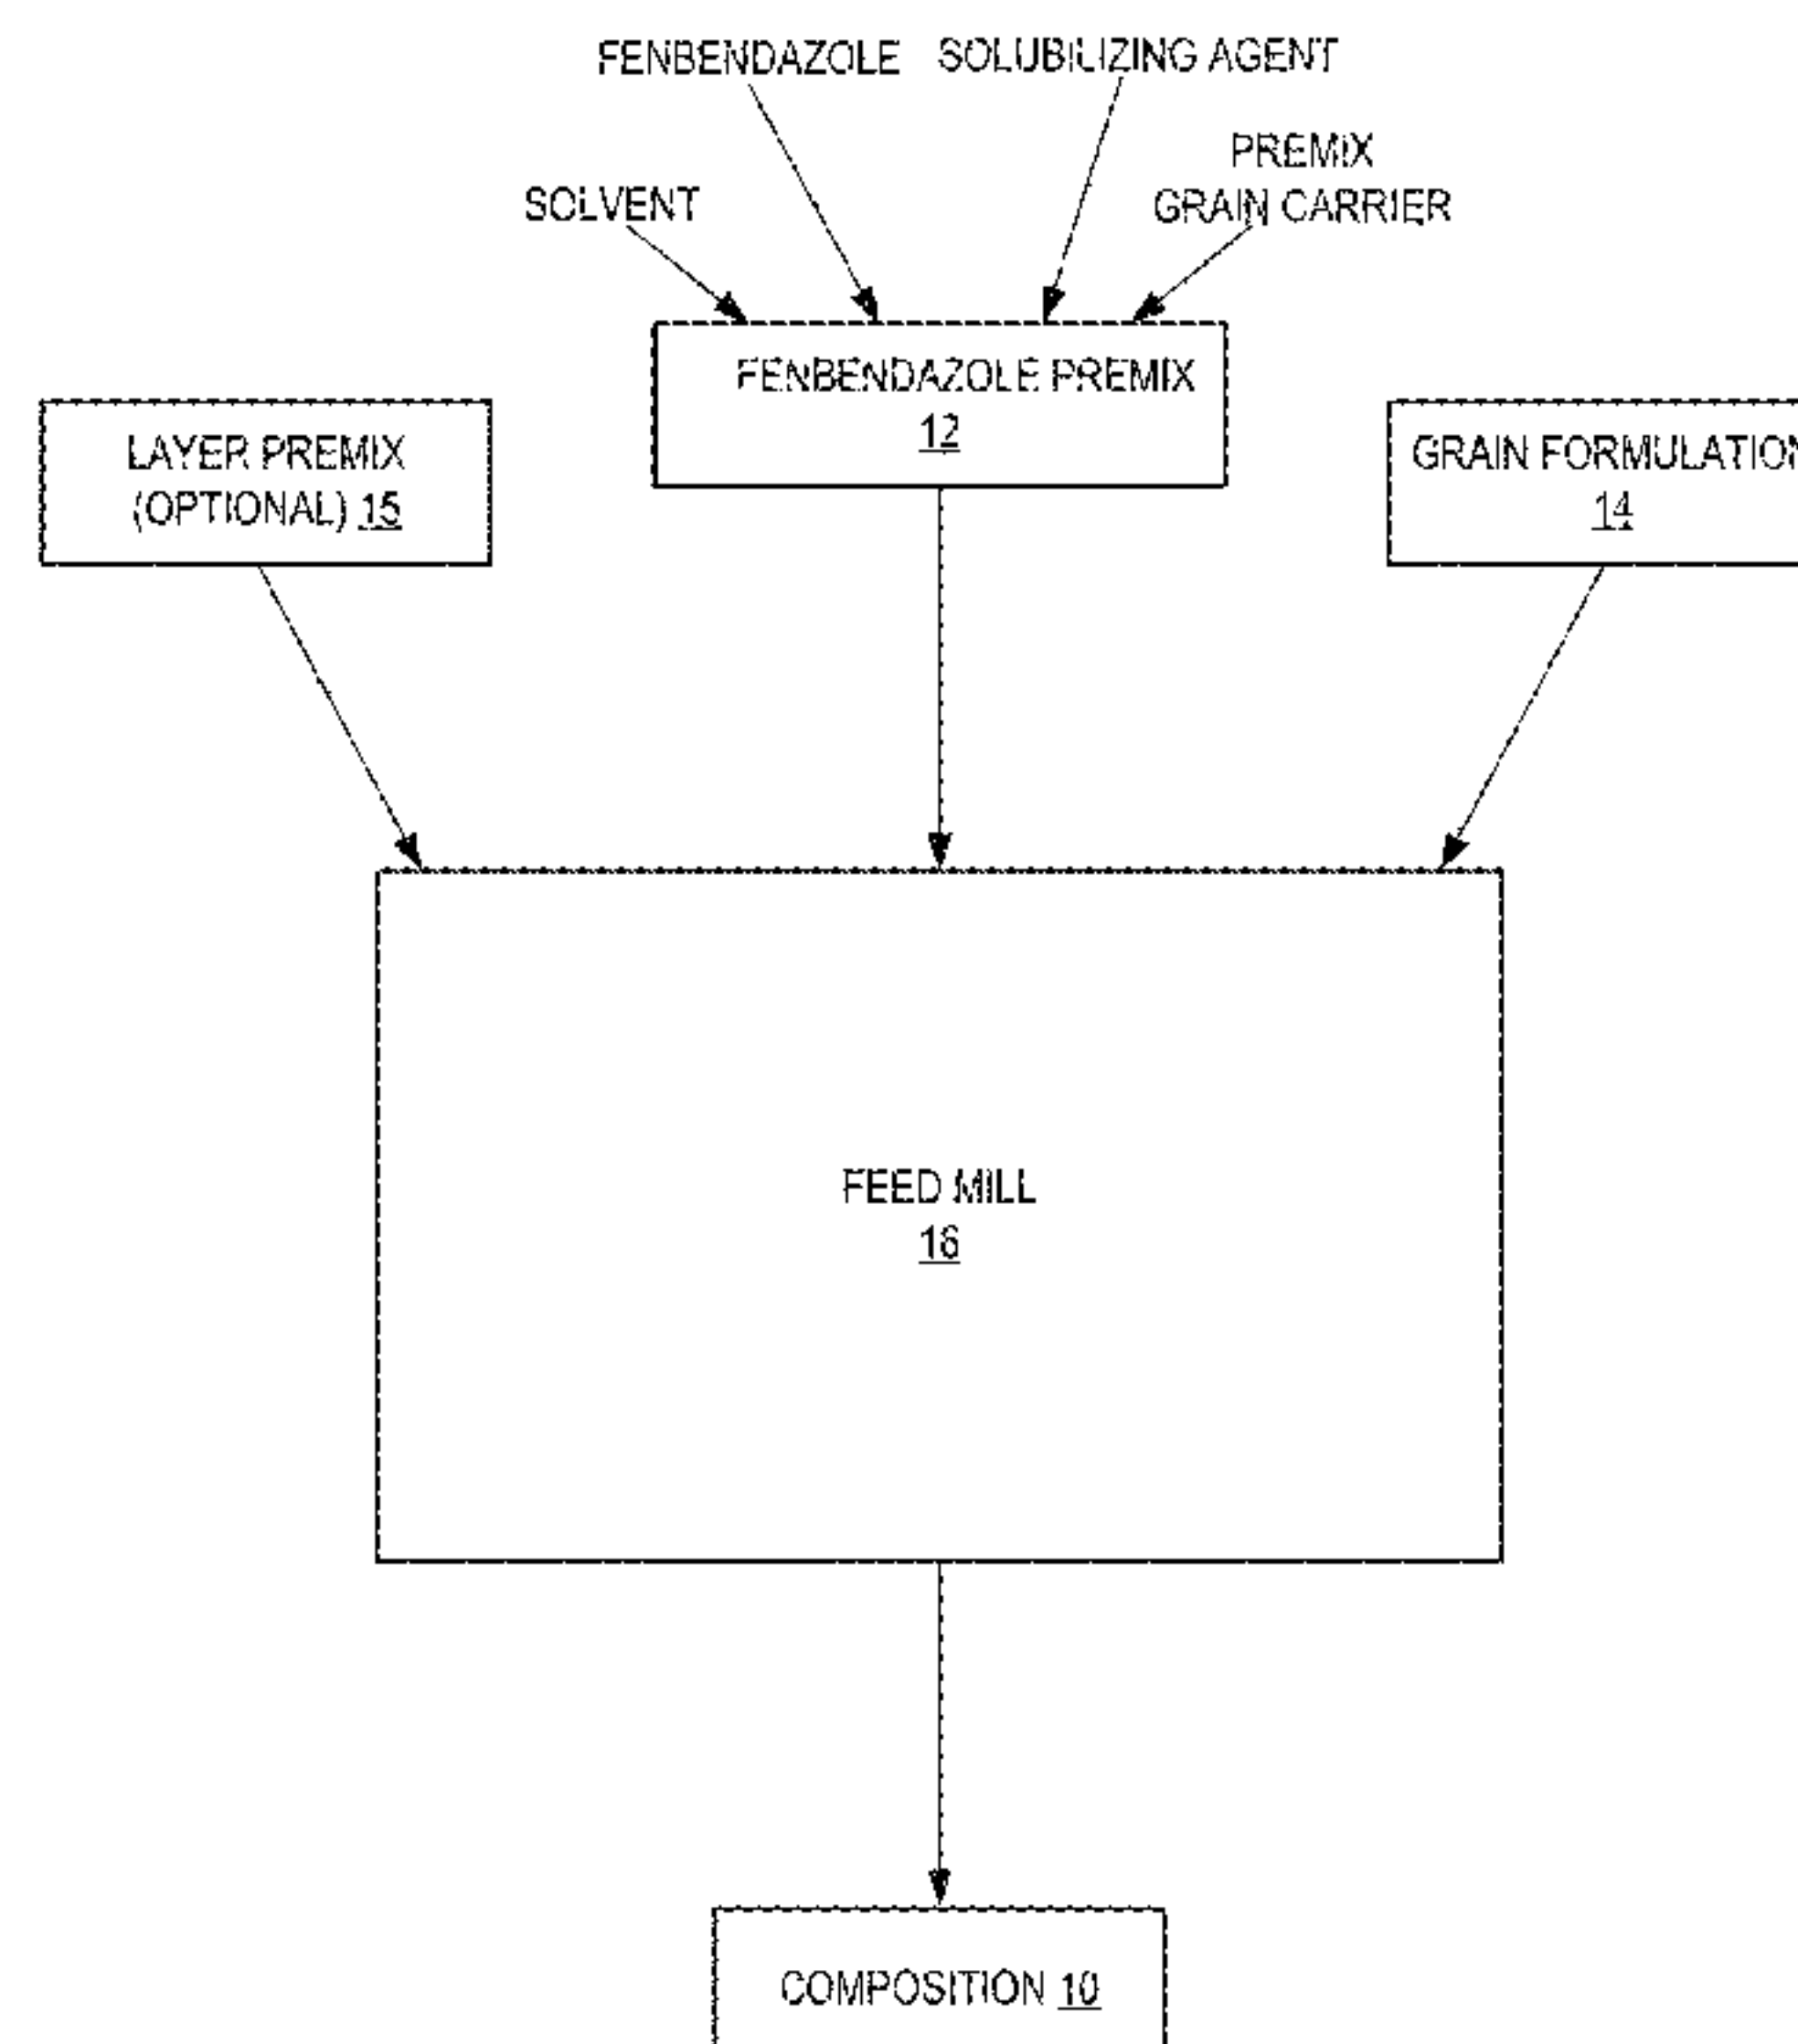 FENBENDAZOLE SOLUBILIZING AGENT
PREMIX
SOLVENT GRAIN CARRIER
FENBENDAZOLE PREMIX
12
LAYER PREMIX
(OPTIONAL) 15
GRAIN FORMULATION
14
FEED MILL
16
COMPOSITION 10